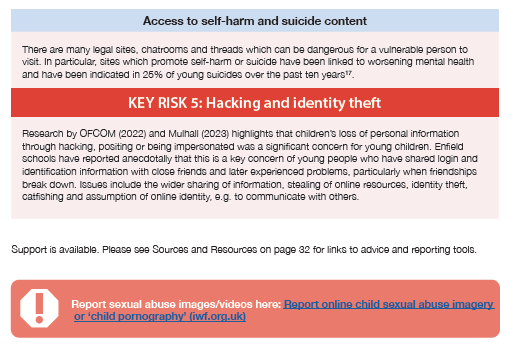 Access to self-harm and suicide content
There are many legal sites, chatrooms and threads which can be dangerous for a vulnerable person to
visit. In particular, sites which promote self-harm or suicide have been linked to worsening mental health
and have been indicated in 25% of young suicides over the past ten years¹⁷.
KEY RISK 5: Hacking and identity theft
Research by OFCOM (2022) and Mulhall (2023) highlights that children's loss of personal information
through hacking, positing or being impersonated was a significant concern for young children. Enfield
schools have reported anecdotally that this is a key concern of young people who have shared login and
identification information with close friends and later experienced problems, particularly when friendships
break down. Issues include the wider sharing of information, stealing of online resources, identity theft,
catfishing and assumption of online identity, e.g. to communicate with others.
Support is available. Please see Sources and Resources on page 32 for links to advice and reporting tools.
Report sexual abuse images/videos here: Report online child sexual abuse imagery
or 'child pornography' (iwf.org.uk)